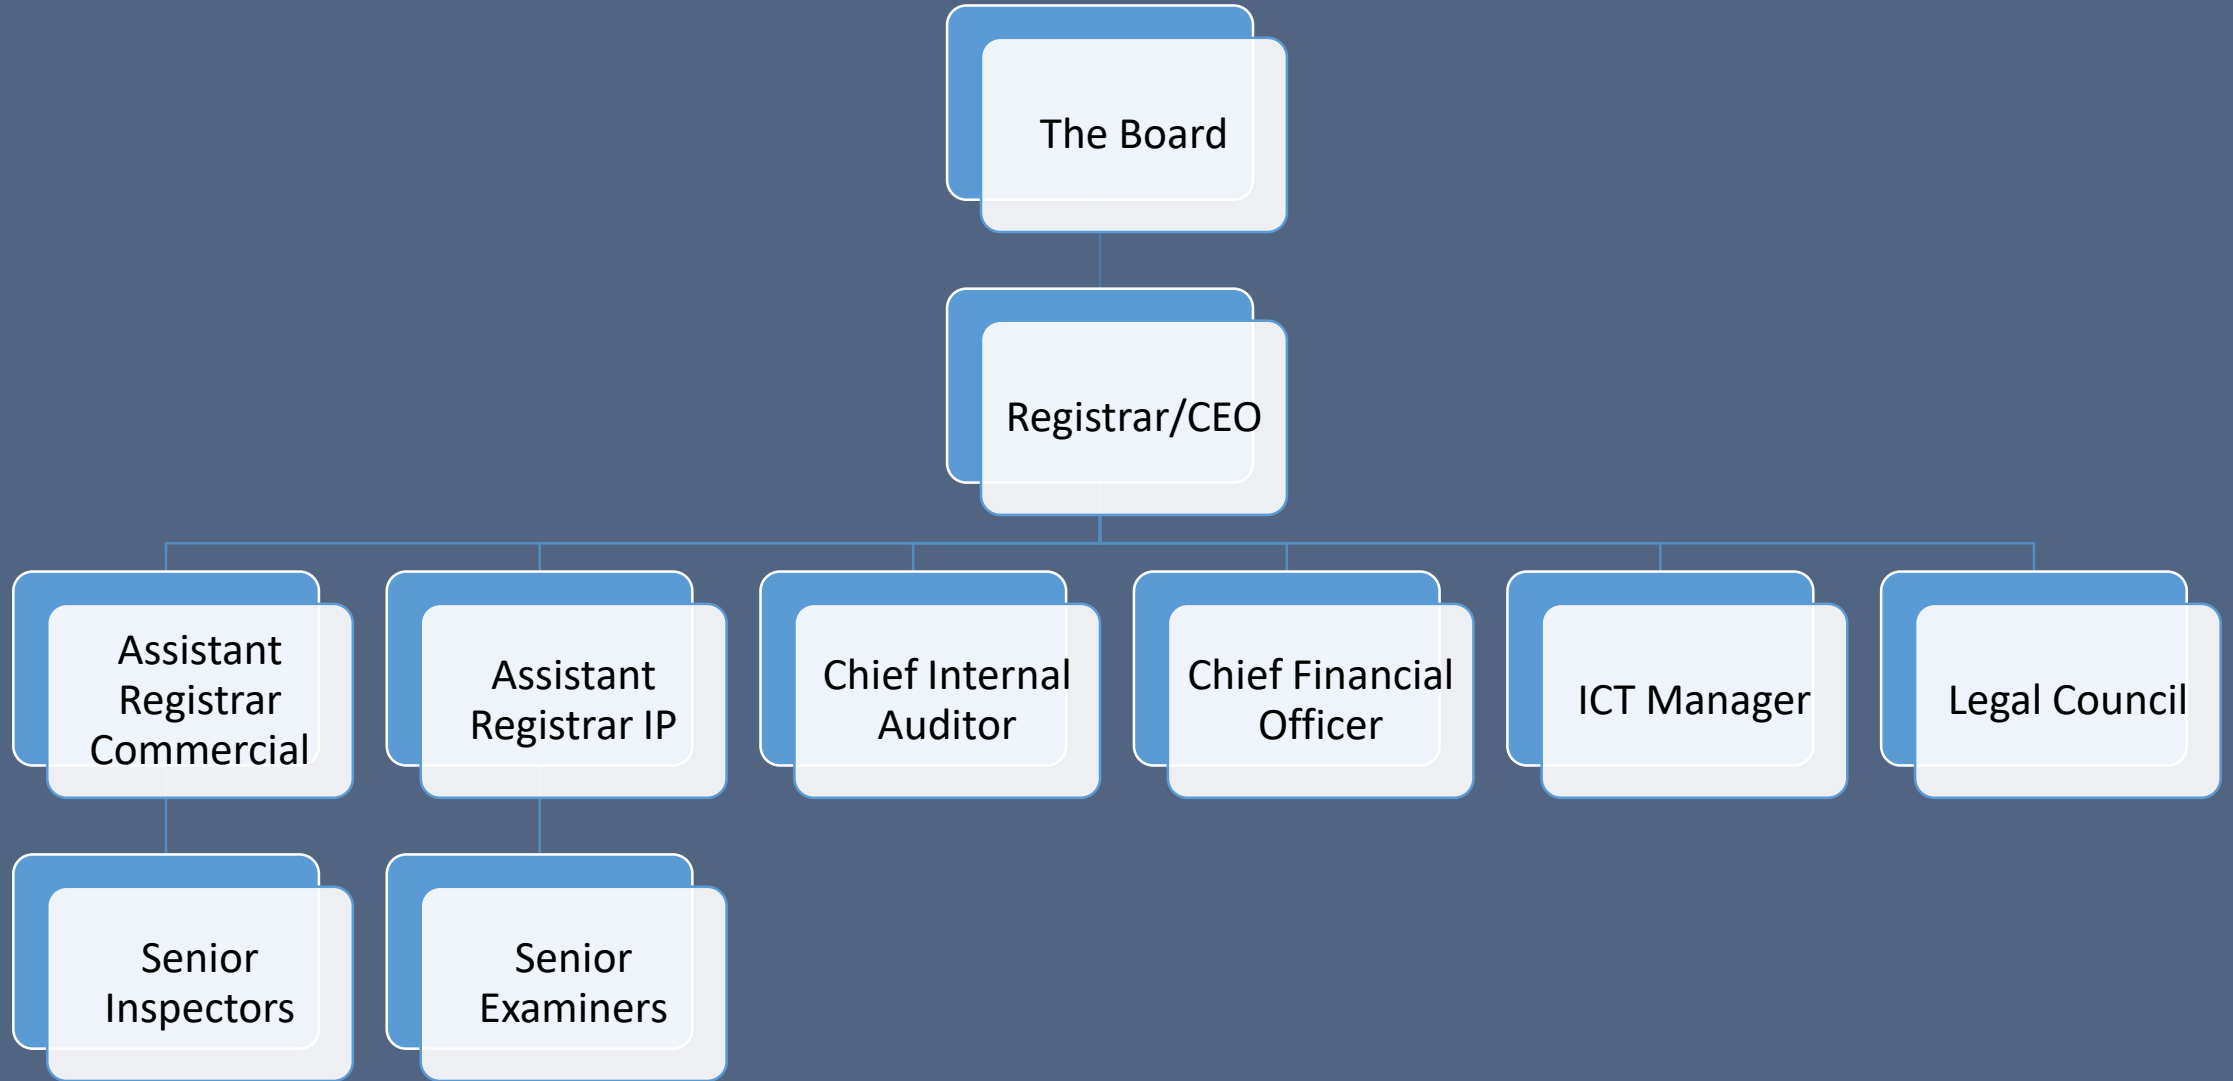 The Board
Registrar/CEO
Assistant
Registrar
Commercial
Assistant
Registrar IP
Chief Internal
Auditor
Chief Financial
Officer
ICT Manager
Legal Council
Senior
Inspectors
Senior
Examiners